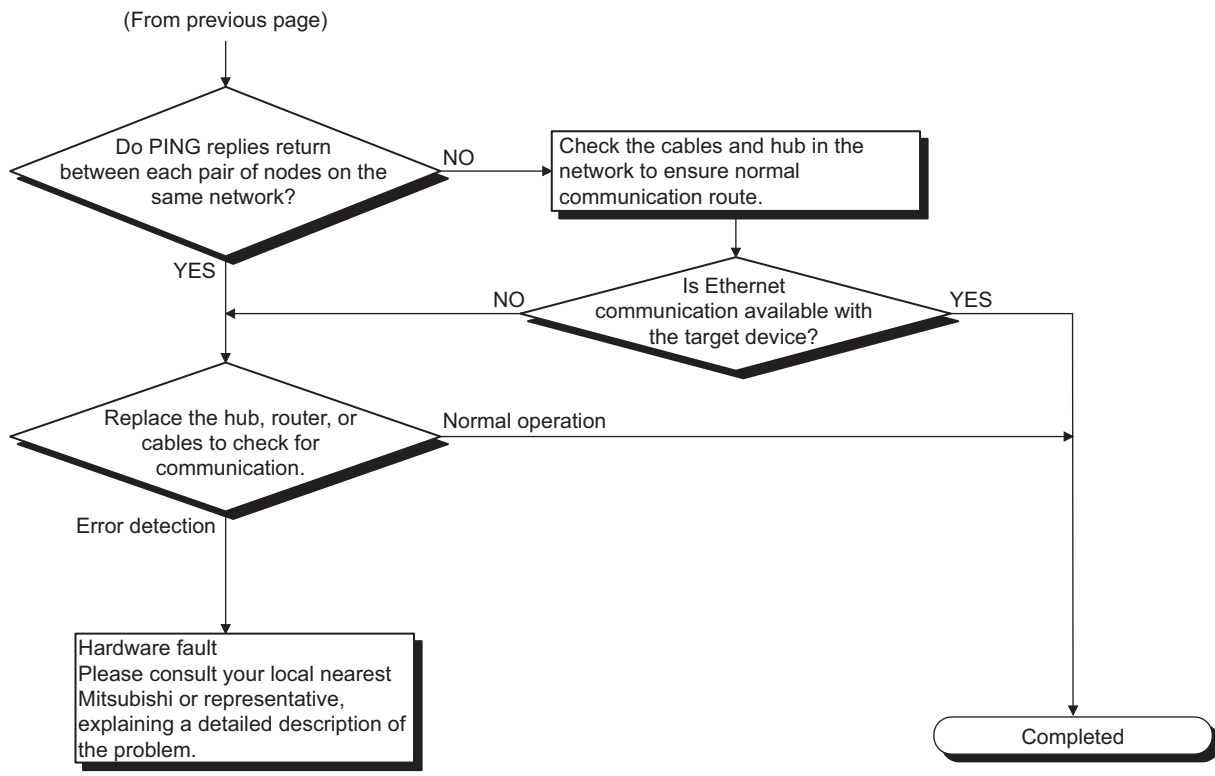 (From previous page)
Do PING replies return
between each pair of nodes on the
same network?
NO
Check the cables and hub in the
network to ensure normal
communication route.
YES
Is Ethernet
communication available with
the target device?
NO
YES
Replace the hub, router, or
cables to check for
communication.
Normal operation
Error detection
Hardware fault
Please consult your local nearest
Mitsubishi or representative,
explaining a detailed description of
the problem.
Completed